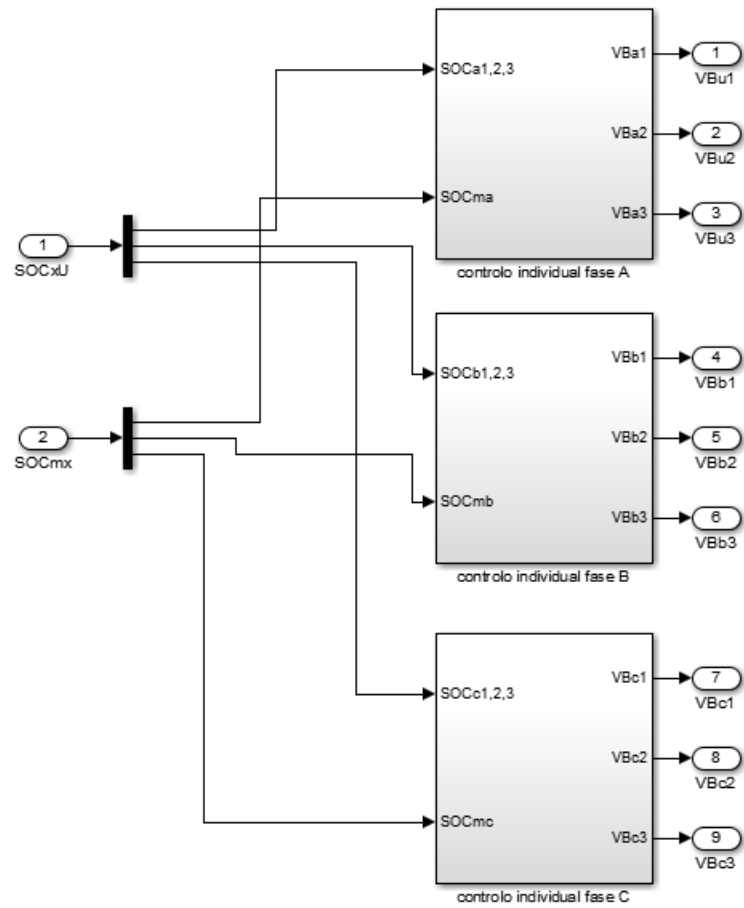 1
SOCxU
2
SOCmx
SOCa1,2,3
SOCma
VBa1
VBa2
VBa3
controlo individual fase A
1
VBu1
2
VBu2
3
VBu3
SOCb1,2,3
SOCmb
VBb1
VBb2
VBb3
controlo individual fase B
4
VBb1
5
VBb2
6
VBb3
SOCc1,2,3
SOCmc
VBc1
VBc2
VBc3
controlo individual fase C
7
VBc1
8
VBc2
9
VBc3